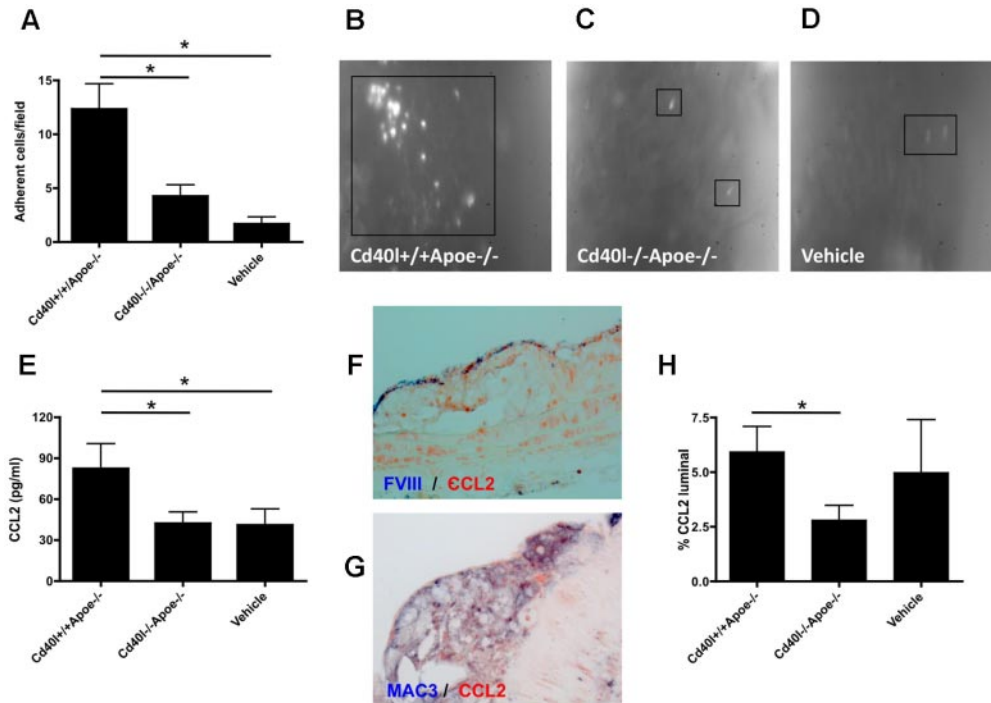 A
*
*
15
10
5
0
Adherent cells/field
Cd40l+/+/Apoe-/-
Cd40l-/-/Apoe-/-
Vehicle
B
Cd40l+/+Apoe-/-
C
Cd40l-/-Apoe-/-
D
Vehicle
E
*
*
120
90
60
30
0
CCL2 (pg/ml)
Cd40l+/+Apoe-/-
Cd40l-/-Apoe-/-
Vehicle
F
FVIII / CCL2
G
MAC3 / CCL2
H
*
7.5
5.0
2.5
0.0
% CCL2 luminal
Cd40l+/+Apoe-/-
Cd40l-/-Apoe-/-
Vehicle